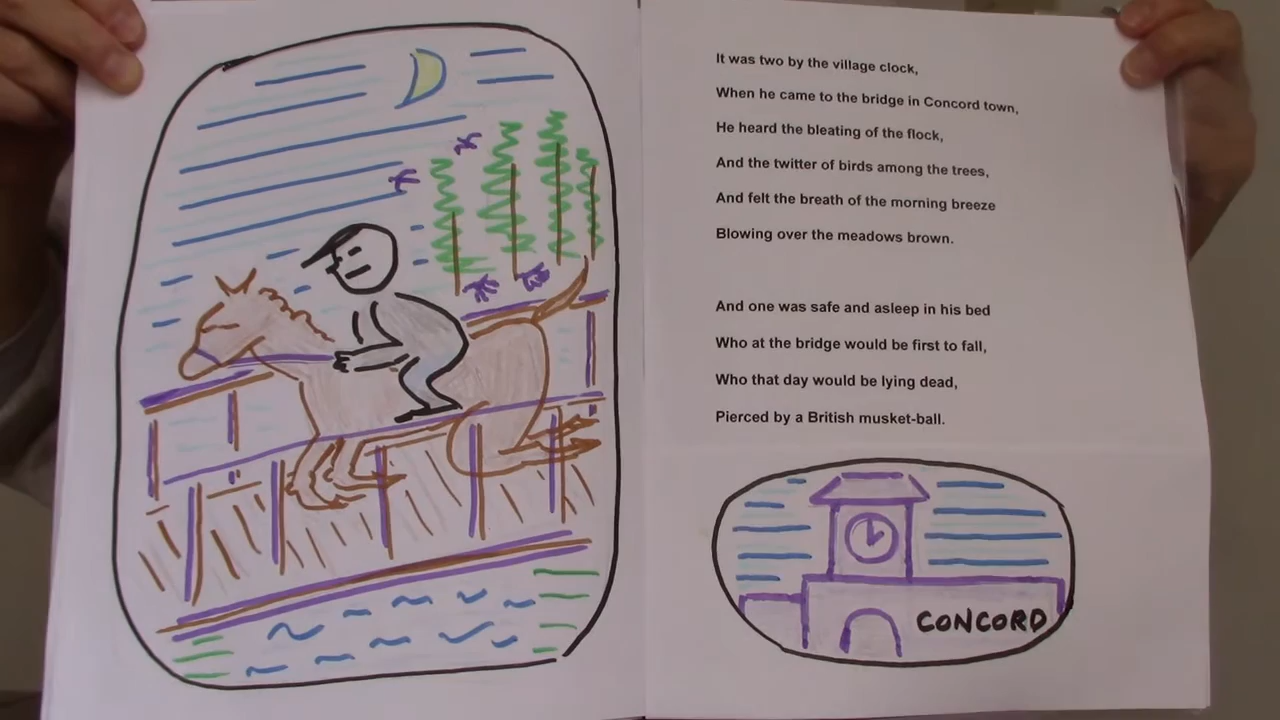 It was two by the village clock,
When he came to the bridge in Concord town,
He heard the bleating of the flock,
And the twitter of birds among the trees,
And felt the breath of the morning breeze
Blowing over the meadows brown.
And one was safe and asleep in his bed
Who at the bridge would be first to fall,
Who that day would be lying dead,
Pierced by a British musket-ball.
CONCORD